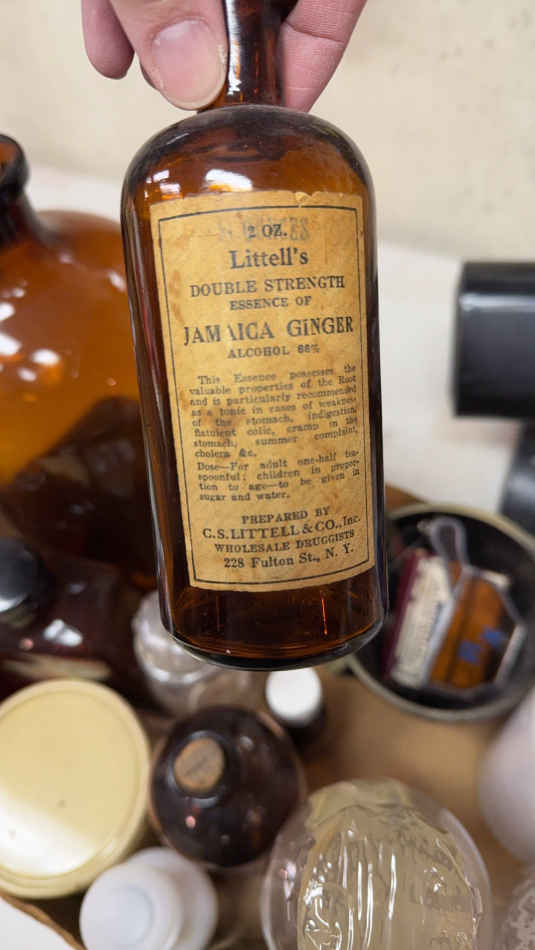 2 OZ.
Littell's
DOUBLE STRENGTH
ESSENCE OF
JAMAICA GINGER
ALCOHOL 66%
This Essence possesses the
valuable properties of the Root
and is particularly recommended
as a tonic in cases of weakness
of the stomach, indigestion,
flatulent colic, cramp in the
stomach, summer complaint,
cholera &c.
Dose—For adult one-half tea-
spoonful; children in propor-
tion to age—to be given in
sugar and water.
PREPARED BY
C.S.LITTELL & CO., Inc.
WHOLESALE DRUGGISTS
228 Fulton St., N. Y.